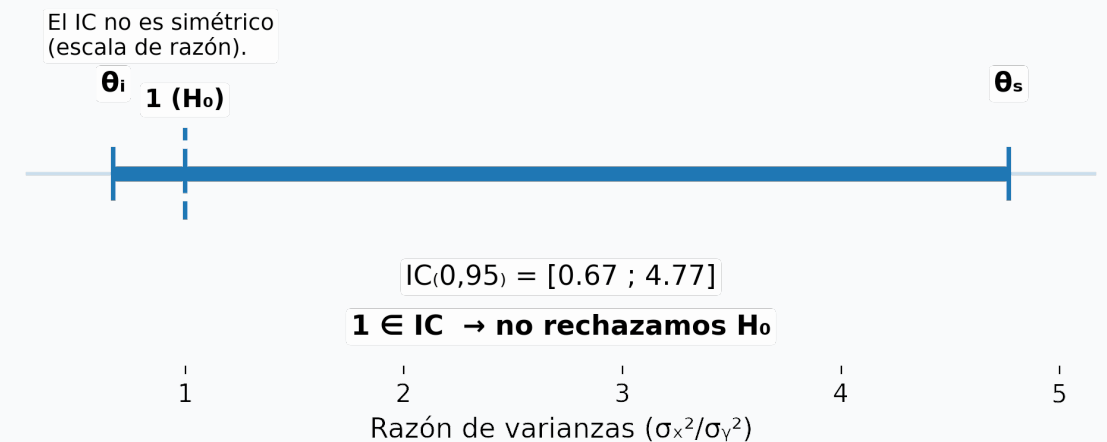 El IC no es simétrico
(escala de razón).
θᵢ
θₛ
1 (H₀)
IC₍0,95₎ = [0.67 ; 4.77]
1 ∈ IC → no rechazamos H₀
1 2 3 4 5
Razón de varianzas (σₓ²/σᵧ²)